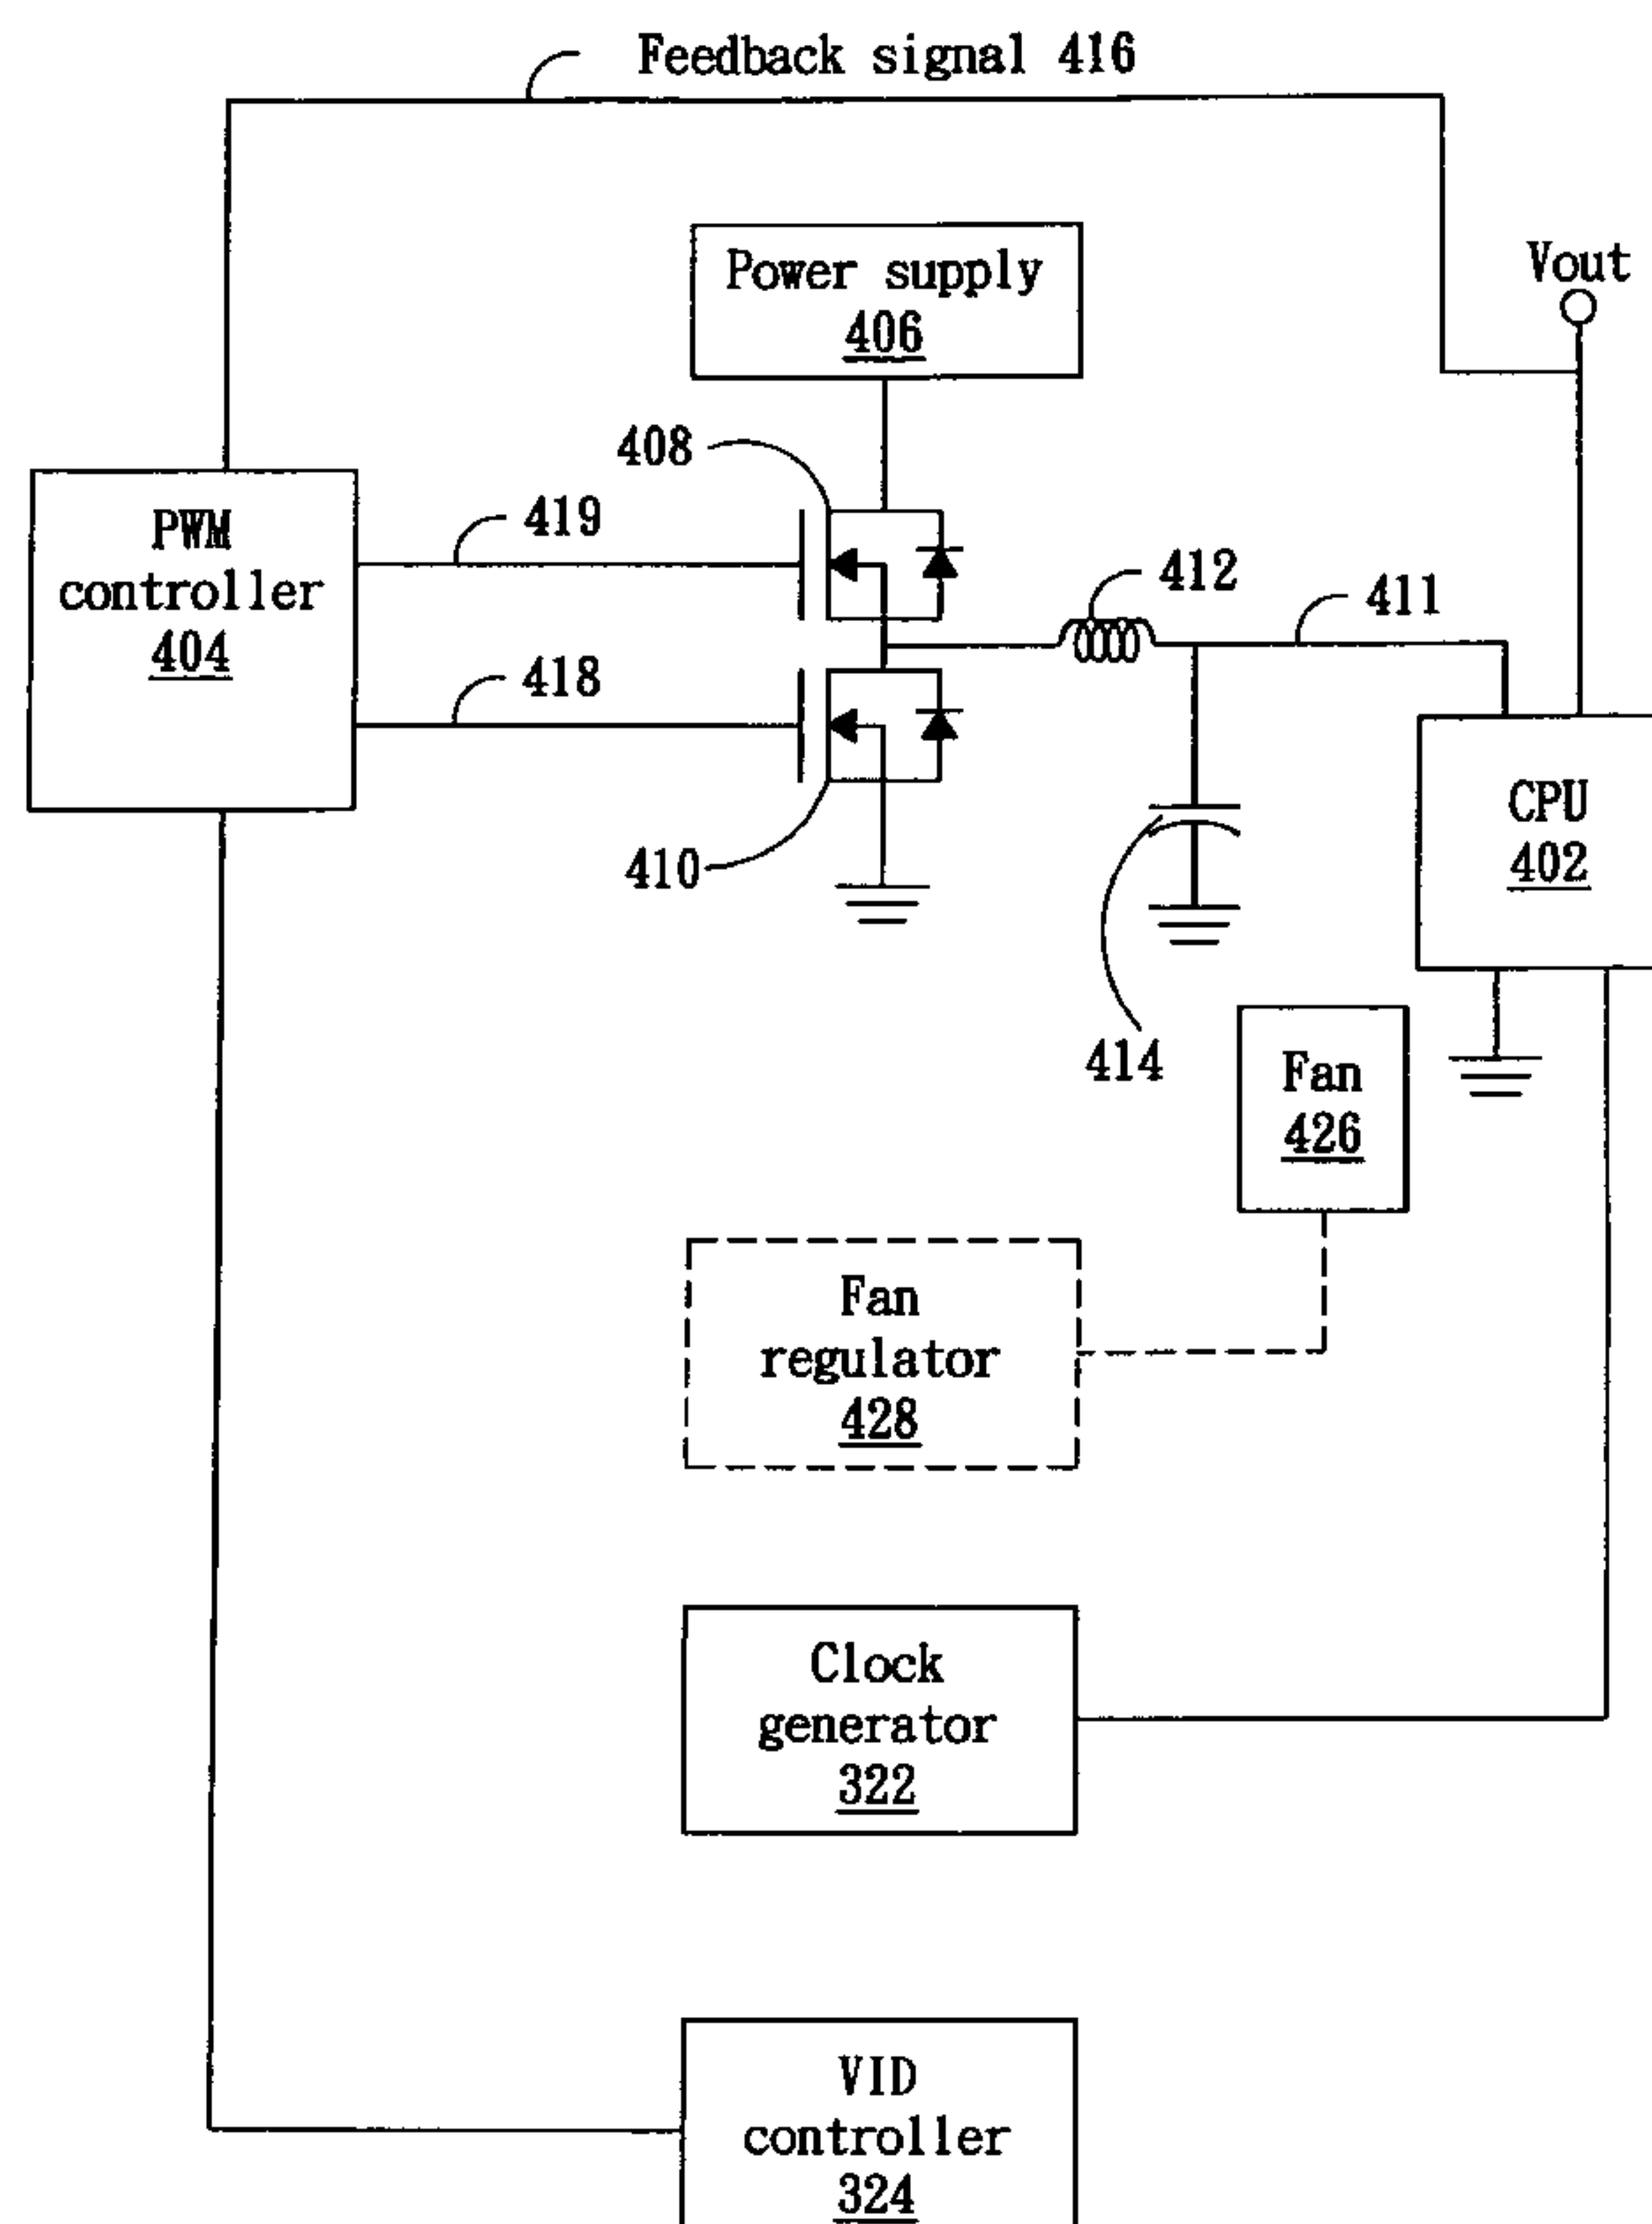 Feedback signal 416
Power supply
406
Vout
408
PWM
controller
404
419
412
411
418
410
CPU
402
414
Fan
426
Fan
regulator
428
Clock
generator
322
VID
controller
324